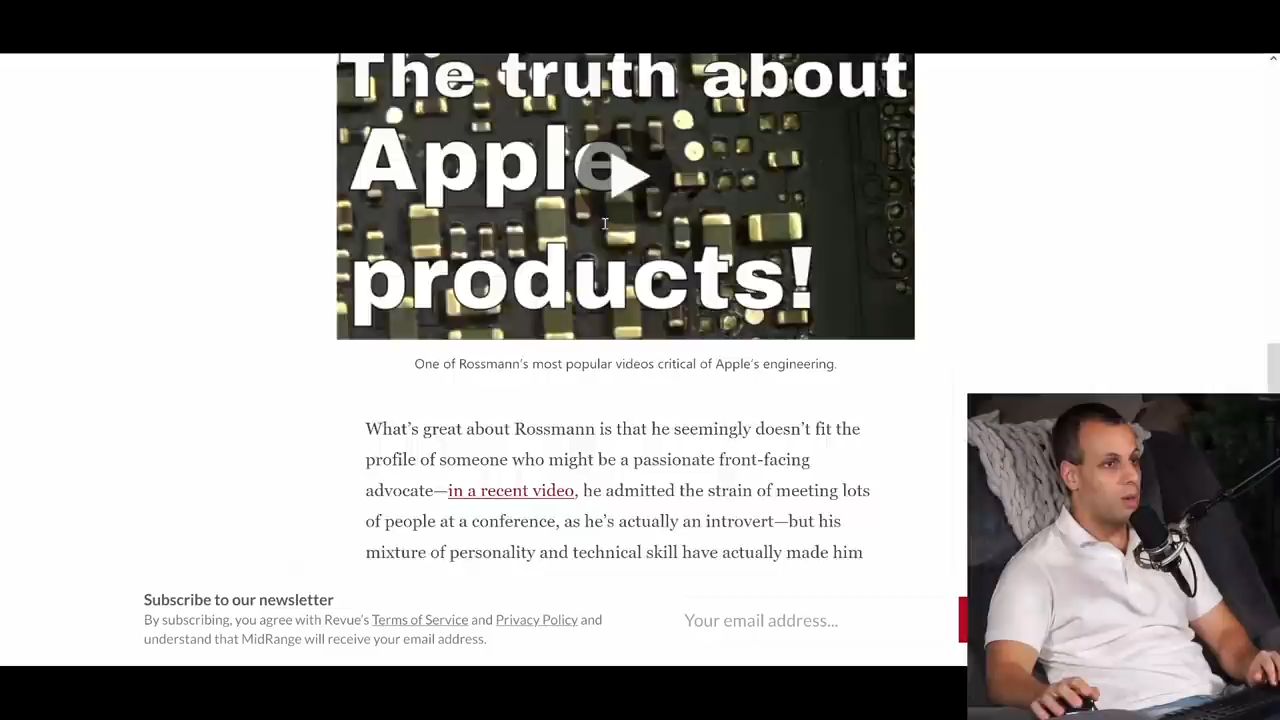 The truth about
Apple
products!
One of Rossmann's most popular videos critical of Apple's engineering.
What's great about Rossmann is that he seemingly doesn't fit the
profile of someone who might be a passionate front-facing
advocate—in a recent video, he admitted the strain of meeting lots
of people at a conference, as he's actually an introvert—but his
mixture of personality and technical skill have actually made him
Subscribe to our newsletter
By subscribing, you agree with Revue's Terms of Service and Privacy Policy and
understand that MidRange will receive your email address.
Your email address...